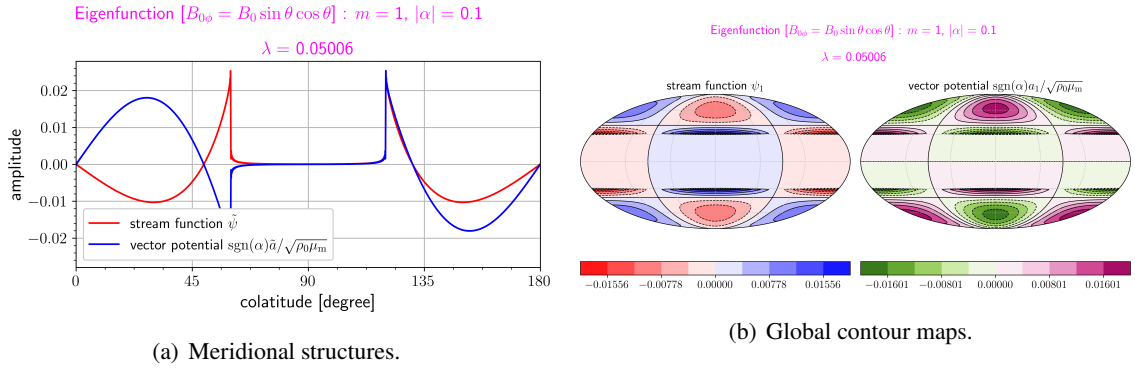 Eigenfunction [B₀ϕ = B₀ sin θ cos θ] : m = 1, |α| = 0.1
λ = 0.05006
amplitude
0.02
0.01
0.00
−0.01
−0.02
stream function ψ̃
vector potential sgn(α)ã/√ρ₀μₘ
0
45
90
135
180
colatitude [degree]
(a) Meridional structures.
Eigenfunction [B₀ϕ = B₀ sin θ cos θ] : m = 1, |α| = 0.1
λ = 0.05006
stream function ψ₁
vector potential sgn(α)a₁/√ρ₀μₘ
−0.01556 −0.00778 0.00000 0.00778 0.01556
−0.01601 −0.00801 0.00000 0.00801 0.01601
(b) Global contour maps.